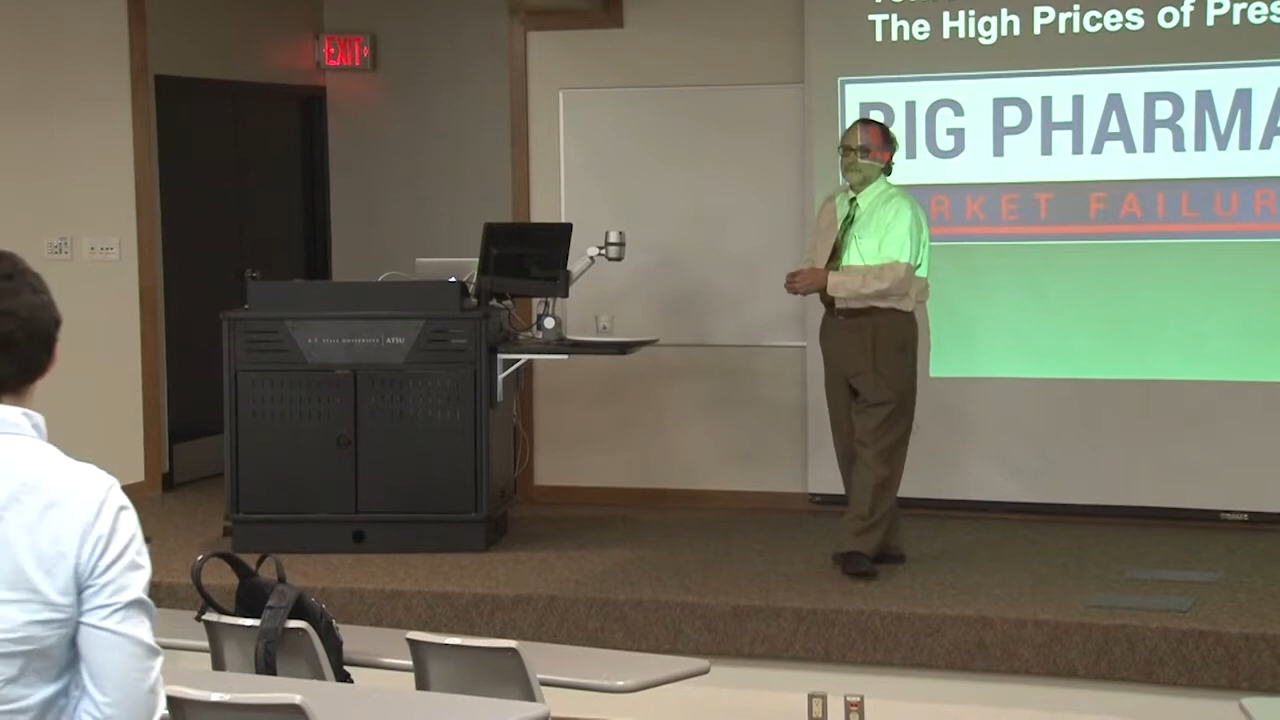 EXIT
The High Prices of Pres
BIG PHARMA
RKET FAILUR
A.T. STILL UNIVERSITY | ATSU